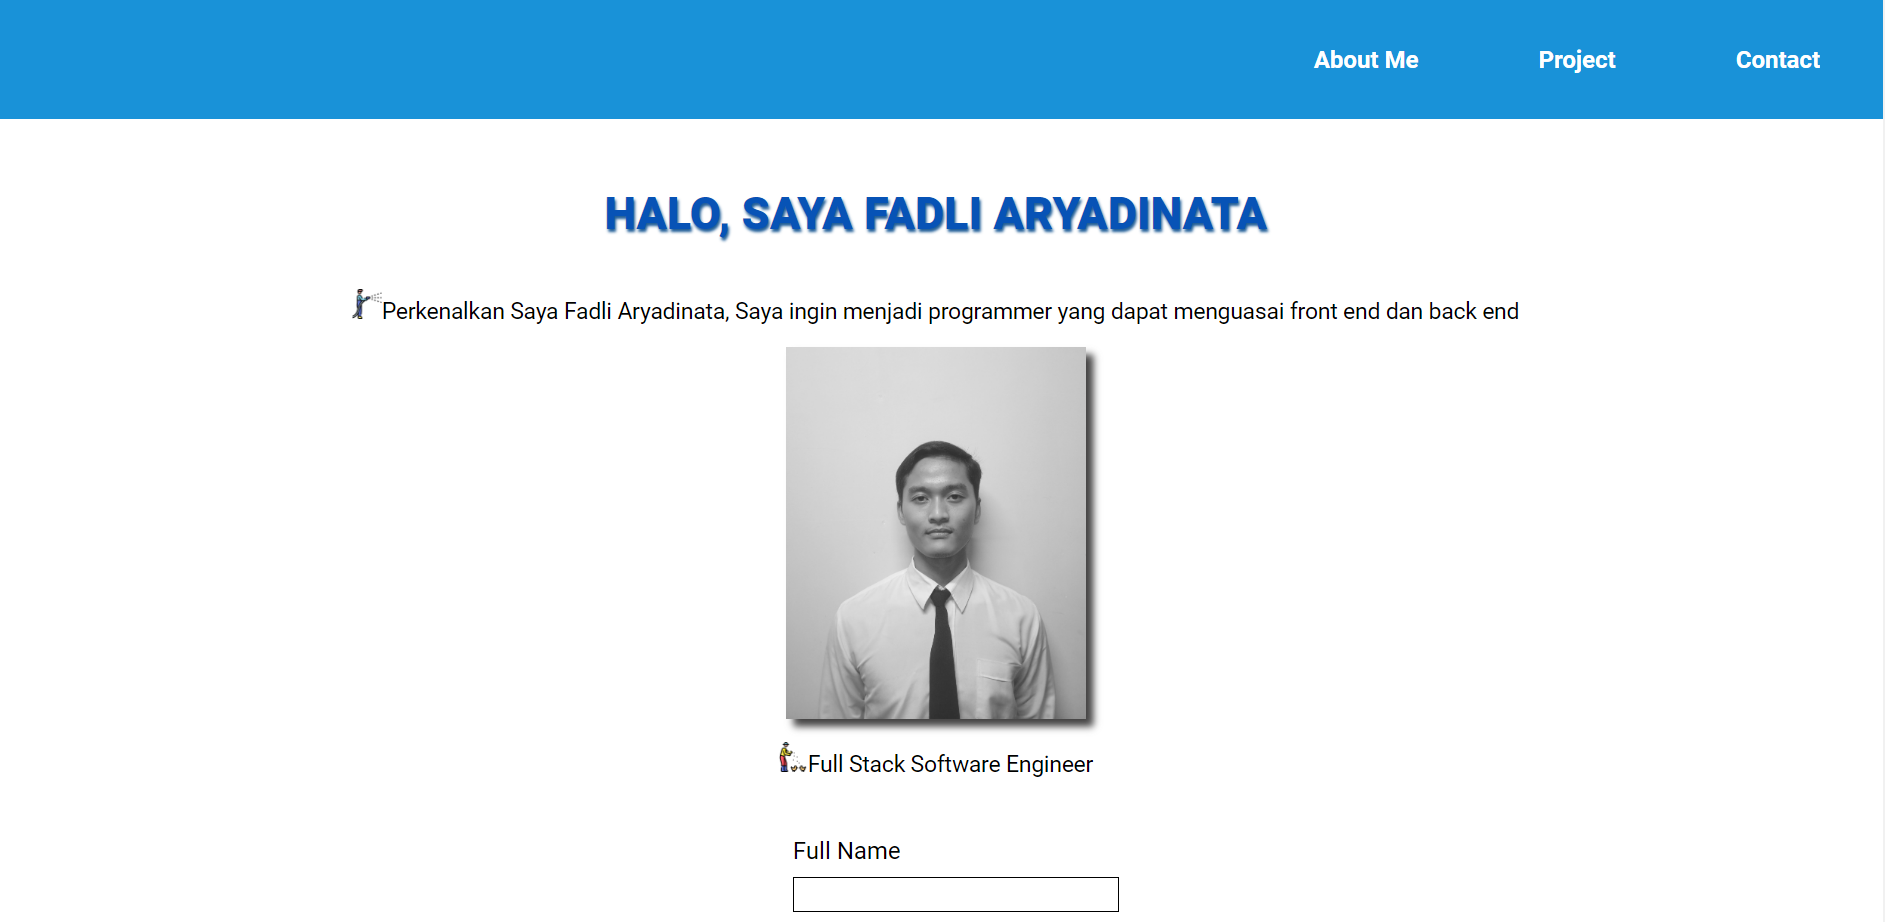 About Me
Project
Contact
HALO, SAYA FADLI ARYADINATA
Perkenalkan Saya Fadli Aryadinata, Saya ingin menjadi programmer yang dapat menguasai front end dan back end
Full Stack Software Engineer
Full Name